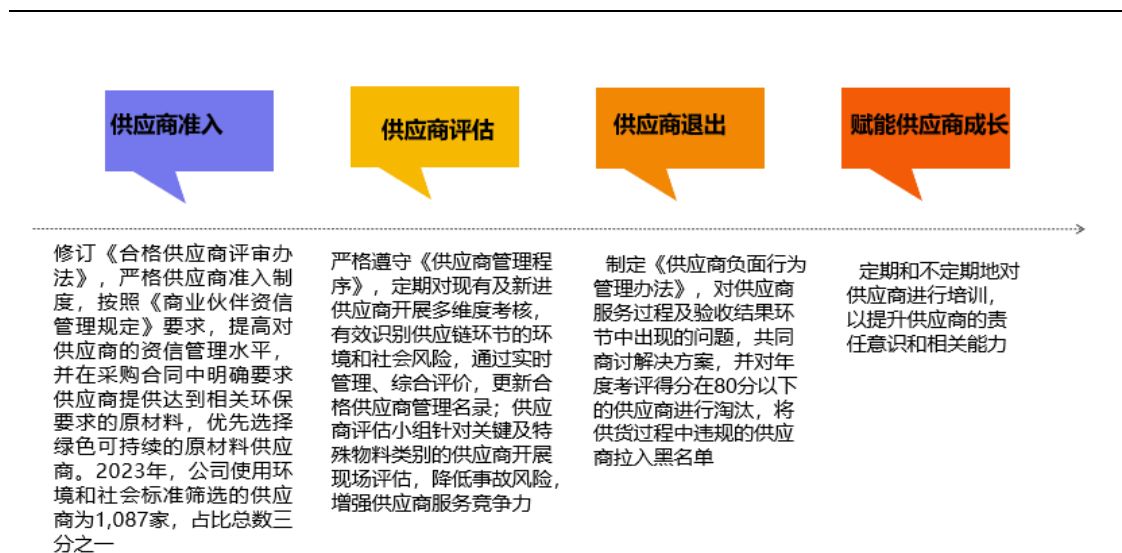 供应商准入
供应商评估
供应商退出
赋能供应商成长
修订《合格供应商评审办
法》，严格供应商准入制
度，按照《商业伙伴资信
管理规定》要求，提高对
供应商的资信管理水平，
并在采购合同中明确要求
供应商提供达到相关环保
要求的原材料，优先选择
绿色可持续的原材料供应
商。2023年，公司使用环
境和社会标准筛选的供应
商为1,087家，占比总数三
分之一
严格遵守《供应商管理程
序》，定期对现有及新进
供应商开展多维度考核，
有效识别供应链环节的环
境和社会风险，通过实时
管理、综合评价，更新合
格供应商管理名录；供应
商评估小组针对关键及特
殊物料类别的供应商开展
现场评估，降低事故风险，
增强供应商服务竞争力
制定《供应商负面行为
管理办法》，对供应商
服务过程及验收结果环
节中出现的问题，共同
商讨解决方案，并对年
度考评得分在80分以下
的供应商进行淘汰，将
供货过程中违规的供应
商拉入黑名单
定期和不定期地对
供应商进行培训，
以提升供应商的责
任意识和相关能力